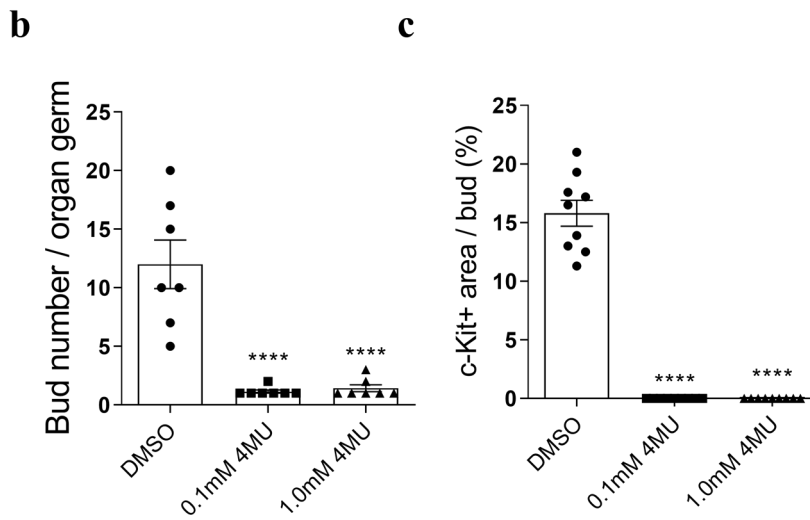 b
Bud number / organ germ
25
20
15
10
5
0
****
****
DMSO
0.1mM 4MU
1.0mM 4MU
c
c-Kit+ area / bud (%)
25
20
15
10
5
0
****
****
DMSO
0.1mM 4MU
1.0mM 4MU